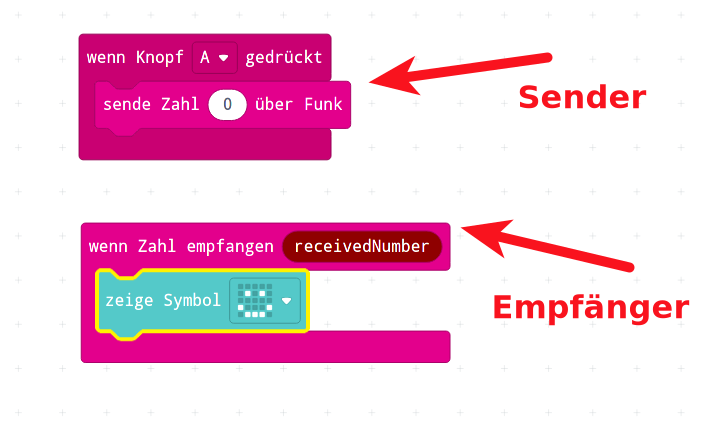 wenn Knopf A gedrückt
sende Zahl 0 über Funk
Sender
wenn Zahl empfangen receivedNumber
zeige Symbol
Empfänger